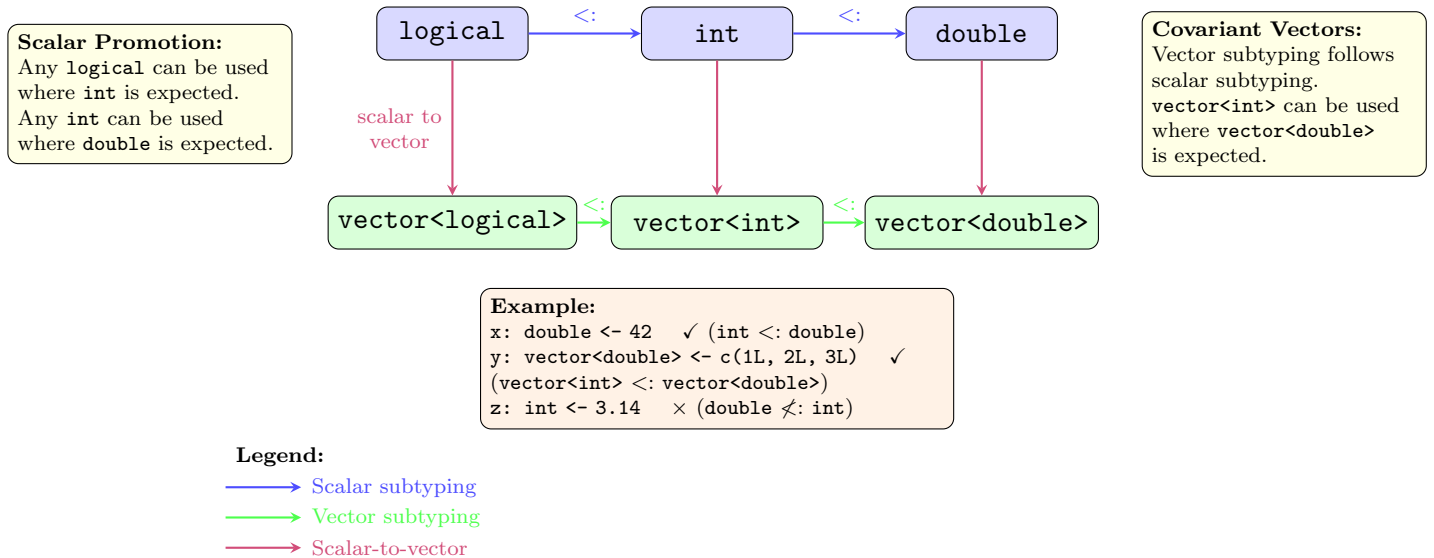 Scalar Promotion:
Any logical can be used
where int is expected.
Any int can be used
where double is expected.
logical
<:
int
<:
double
Covariant Vectors:
Vector subtyping follows
scalar subtyping.
vector<int> can be used
where vector<double>
is expected.
scalar to
vector
vector<logical>
<:
vector<int>
<:
vector<double>
Example:
x: double <- 42 ✓ (int <: double)
y: vector<double> <- c(1L, 2L, 3L) ✓
(vector<int> <: vector<double>)
z: int <- 3.14 × (double ≮: int)
Legend:
Scalar subtyping
Vector subtyping
Scalar-to-vector